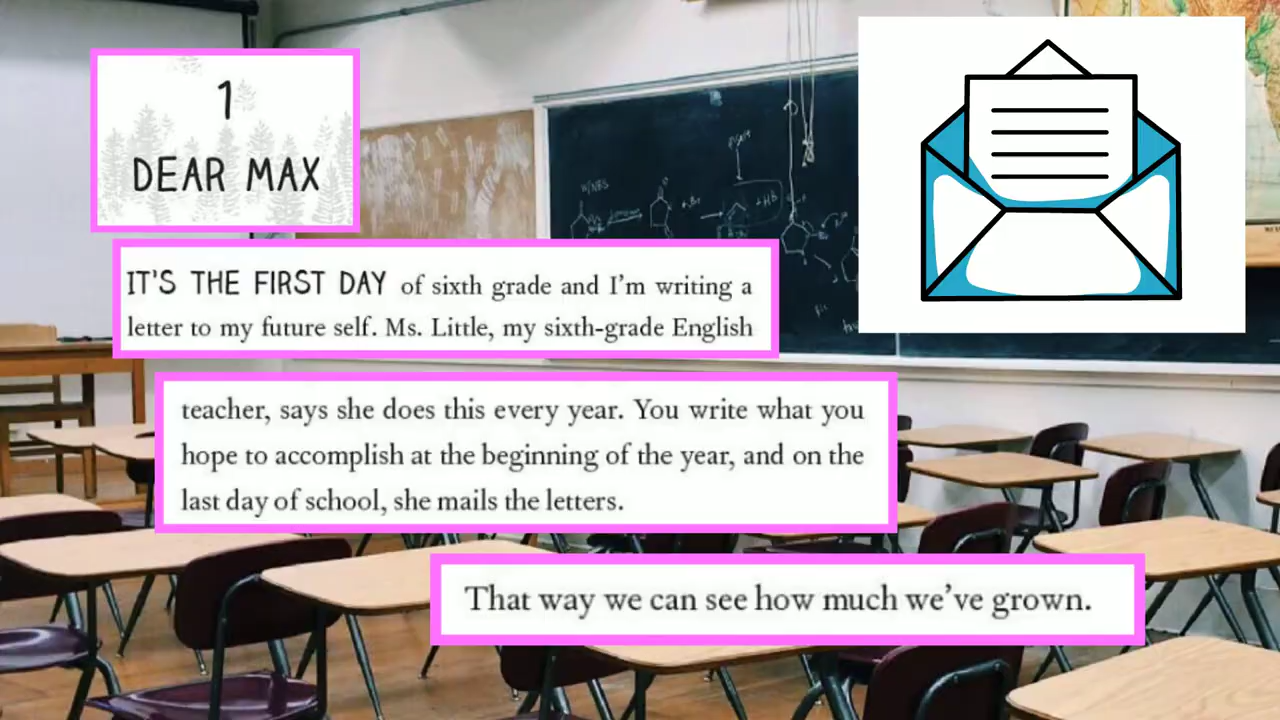 1
DEAR MAX
IT'S THE FIRST DAY of sixth grade and I'm writing a
letter to my future self. Ms. Little, my sixth-grade English
teacher, says she does this every year. You write what you
hope to accomplish at the beginning of the year, and on the
last day of school, she mails the letters.
That way we can see how much we've grown.